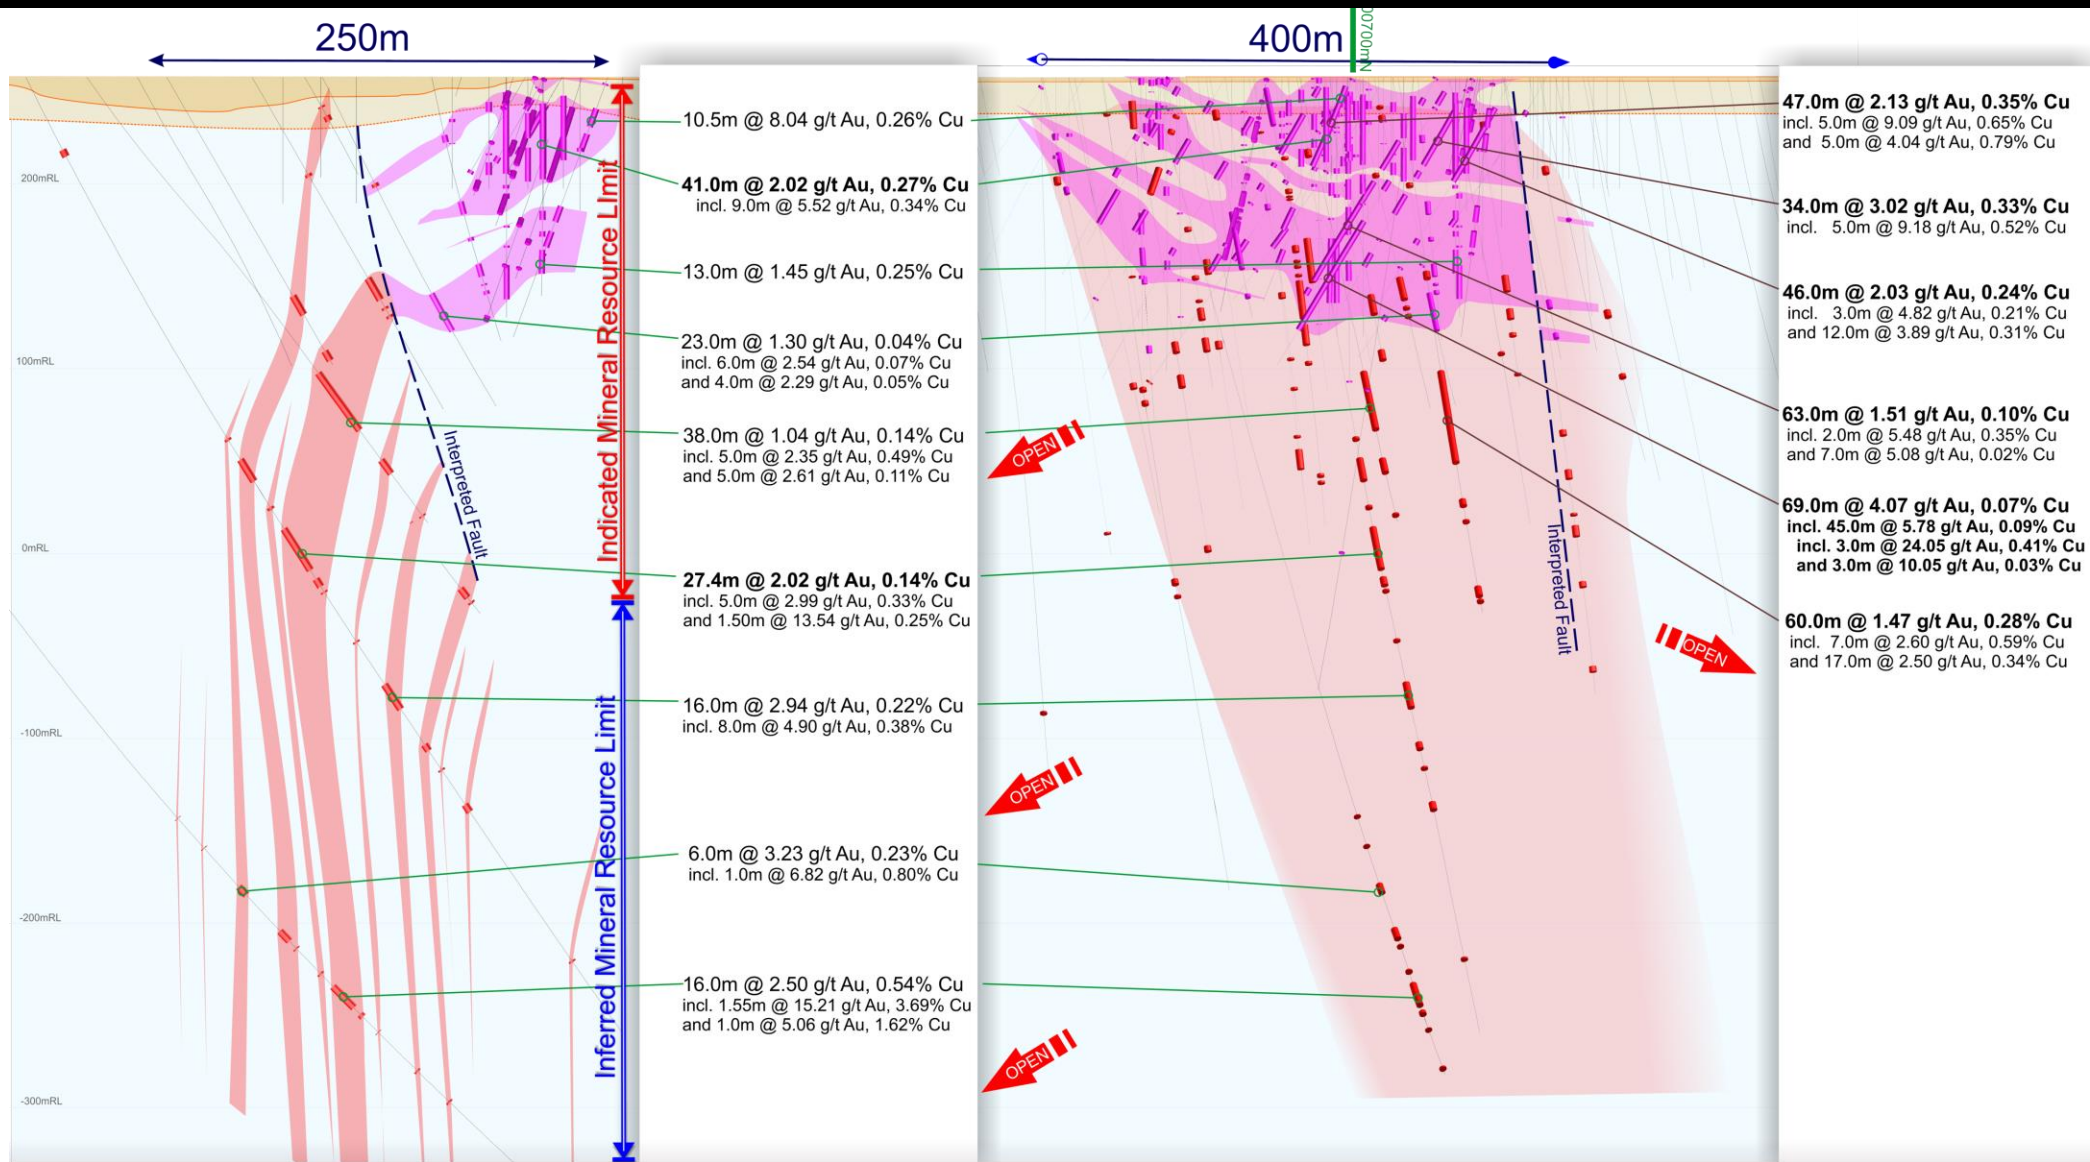 250m
400m
00700mN
200mRL
100mRL
0mRL
-100mRL
-200mRL
-300mRL
Interpreted Fault
Indicated Mineral Resource Limit
Inferred Mineral Resource Limit
10.5m @ 8.04 g/t Au, 0.26% Cu
41.0m @ 2.02 g/t Au, 0.27% Cu
incl. 9.0m @ 5.52 g/t Au, 0.34% Cu
13.0m @ 1.45 g/t Au, 0.25% Cu
23.0m @ 1.30 g/t Au, 0.04% Cu
incl. 6.0m @ 2.54 g/t Au, 0.07% Cu
and 4.0m @ 2.29 g/t Au, 0.05% Cu
38.0m @ 1.04 g/t Au, 0.14% Cu
incl. 5.0m @ 2.35 g/t Au, 0.49% Cu
and 5.0m @ 2.61 g/t Au, 0.11% Cu
27.4m @ 2.02 g/t Au, 0.14% Cu
incl. 5.0m @ 2.99 g/t Au, 0.33% Cu
and 1.50m @ 13.54 g/t Au, 0.25% Cu
16.0m @ 2.94 g/t Au, 0.22% Cu
incl. 8.0m @ 4.90 g/t Au, 0.38% Cu
6.0m @ 3.23 g/t Au, 0.23% Cu
incl. 1.0m @ 6.82 g/t Au, 0.80% Cu
16.0m @ 2.50 g/t Au, 0.54% Cu
incl. 1.55m @ 15.21 g/t Au, 3.69% Cu
and 1.0m @ 5.06 g/t Au, 1.62% Cu
OPEN
OPEN
OPEN
Interpreted Fault
OPEN
47.0m @ 2.13 g/t Au, 0.35% Cu
incl. 5.0m @ 9.09 g/t Au, 0.65% Cu
and 5.0m @ 4.04 g/t Au, 0.79% Cu
34.0m @ 3.02 g/t Au, 0.33% Cu
incl. 5.0m @ 9.18 g/t Au, 0.52% Cu
46.0m @ 2.03 g/t Au, 0.24% Cu
incl. 3.0m @ 4.82 g/t Au, 0.21% Cu
and 12.0m @ 3.89 g/t Au, 0.31% Cu
63.0m @ 1.51 g/t Au, 0.10% Cu
incl. 2.0m @ 5.48 g/t Au, 0.35% Cu
and 7.0m @ 5.08 g/t Au, 0.02% Cu
69.0m @ 4.07 g/t Au, 0.07% Cu
incl. 45.0m @ 5.78 g/t Au, 0.09% Cu
incl. 3.0m @ 24.05 g/t Au, 0.41% Cu
and 3.0m @ 10.05 g/t Au, 0.03% Cu
60.0m @ 1.47 g/t Au, 0.28% Cu
incl. 7.0m @ 2.60 g/t Au, 0.59% Cu
and 17.0m @ 2.50 g/t Au, 0.34% Cu